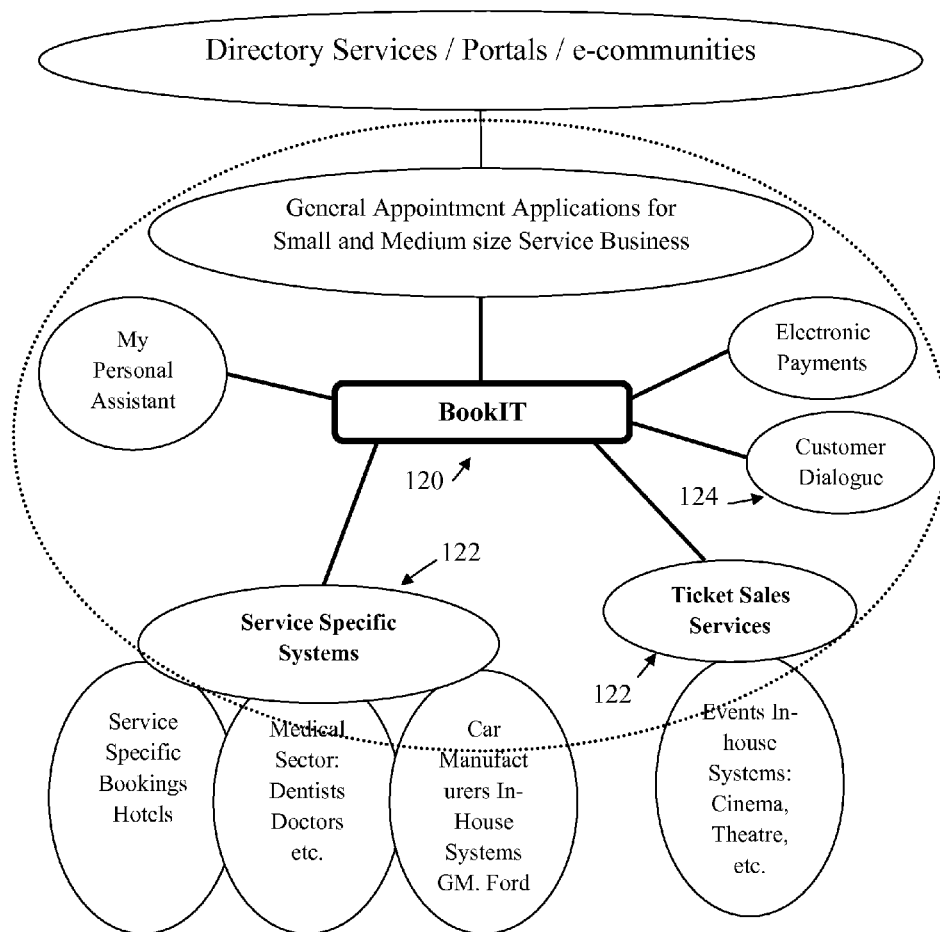 Directory Services / Portals / e-communities
General Appointment Applications for
Small and Medium size Service Business
My
Personal
Assistant
Electronic
Payments
BookIT
Customer
Dialogue
120
124
122
Service Specific
Systems
Ticket Sales
Services
122
Service
Specific
Bookings
Hotels
Medical
Sector:
Dentists
Doctors
etc.
Car
Manufact
urers In-
House
Systems
GM. Ford
Events In-
house
Systems:
Cinema,
Theatre,
etc.